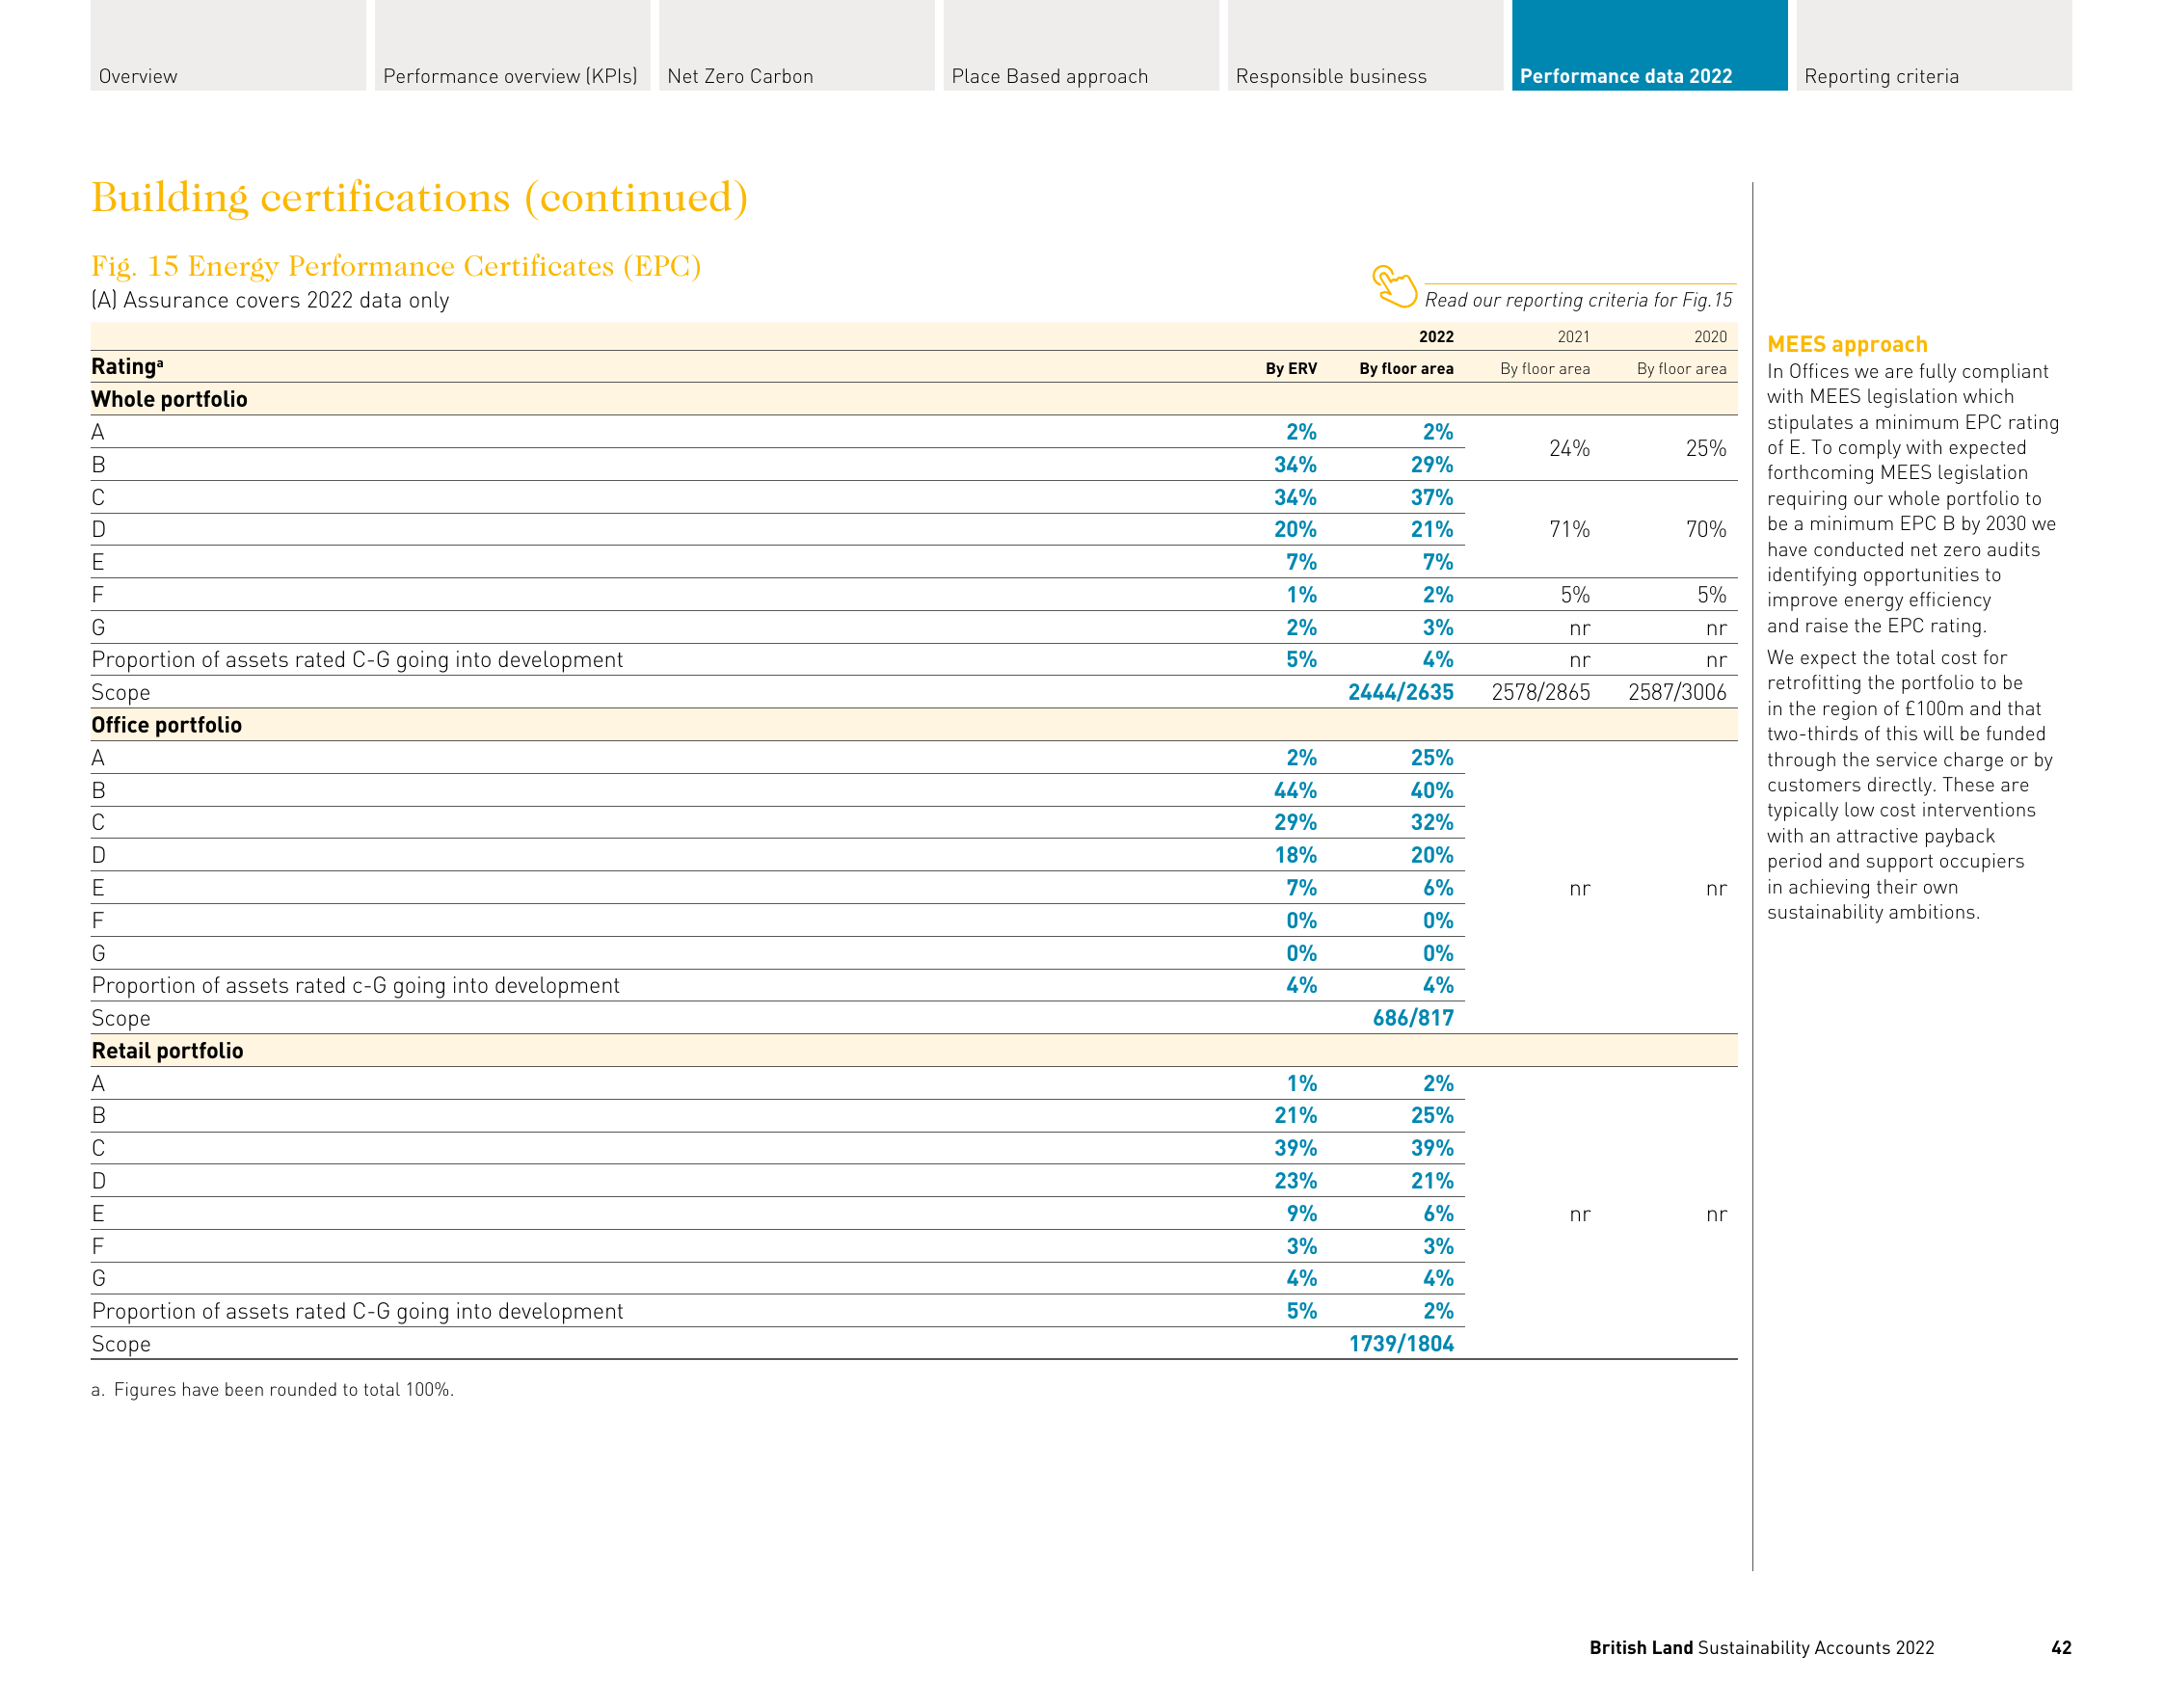 Overview Performance overview (KPIs) Net Zero Carbon Place Based approach Responsible business Performance data 2022 Reporting criteria
Building certifications (continued)
Fig. 15 Energy Performance Certificates (EPC)
(A) Assurance covers 2022 data only
Read our reporting criteria for Fig.15
2022 2021 2020
Ratingᵃ By ERV By floor area By floor area By floor area
Whole portfolio
A 2% 2% 24% 25%
B 34% 29%
C 34% 37%
D 20% 21% 71% 70%
E 7% 7%
F 1% 2% 5% 5%
G 2% 3% nr nr
Proportion of assets rated C-G going into development 5% 4% nr nr
Scope 2444/2635 2578/2865 2587/3006
Office portfolio
A 2% 25%
B 44% 40%
C 29% 32%
D 18% 20%
E 7% 6% nr nr
F 0% 0%
G 0% 0%
Proportion of assets rated c-G going into development 4% 4%
Scope 686/817
Retail portfolio
A 1% 2%
B 21% 25%
C 39% 39%
D 23% 21%
E 9% 6% nr nr
F 3% 3%
G 4% 4%
Proportion of assets rated C-G going into development 5% 2%
Scope 1739/1804
a. Figures have been rounded to total 100%.
MEES approach
In Offices we are fully compliant
with MEES legislation which
stipulates a minimum EPC rating
of E. To comply with expected
forthcoming MEES legislation
requiring our whole portfolio to
be a minimum EPC B by 2030 we
have conducted net zero audits
identifying opportunities to
improve energy efficiency
and raise the EPC rating.
We expect the total cost for
retrofitting the portfolio to be
in the region of £100m and that
two-thirds of this will be funded
through the service charge or by
customers directly. These are
typically low cost interventions
with an attractive payback
period and support occupiers
in achieving their own
sustainability ambitions.
British Land Sustainability Accounts 2022 42